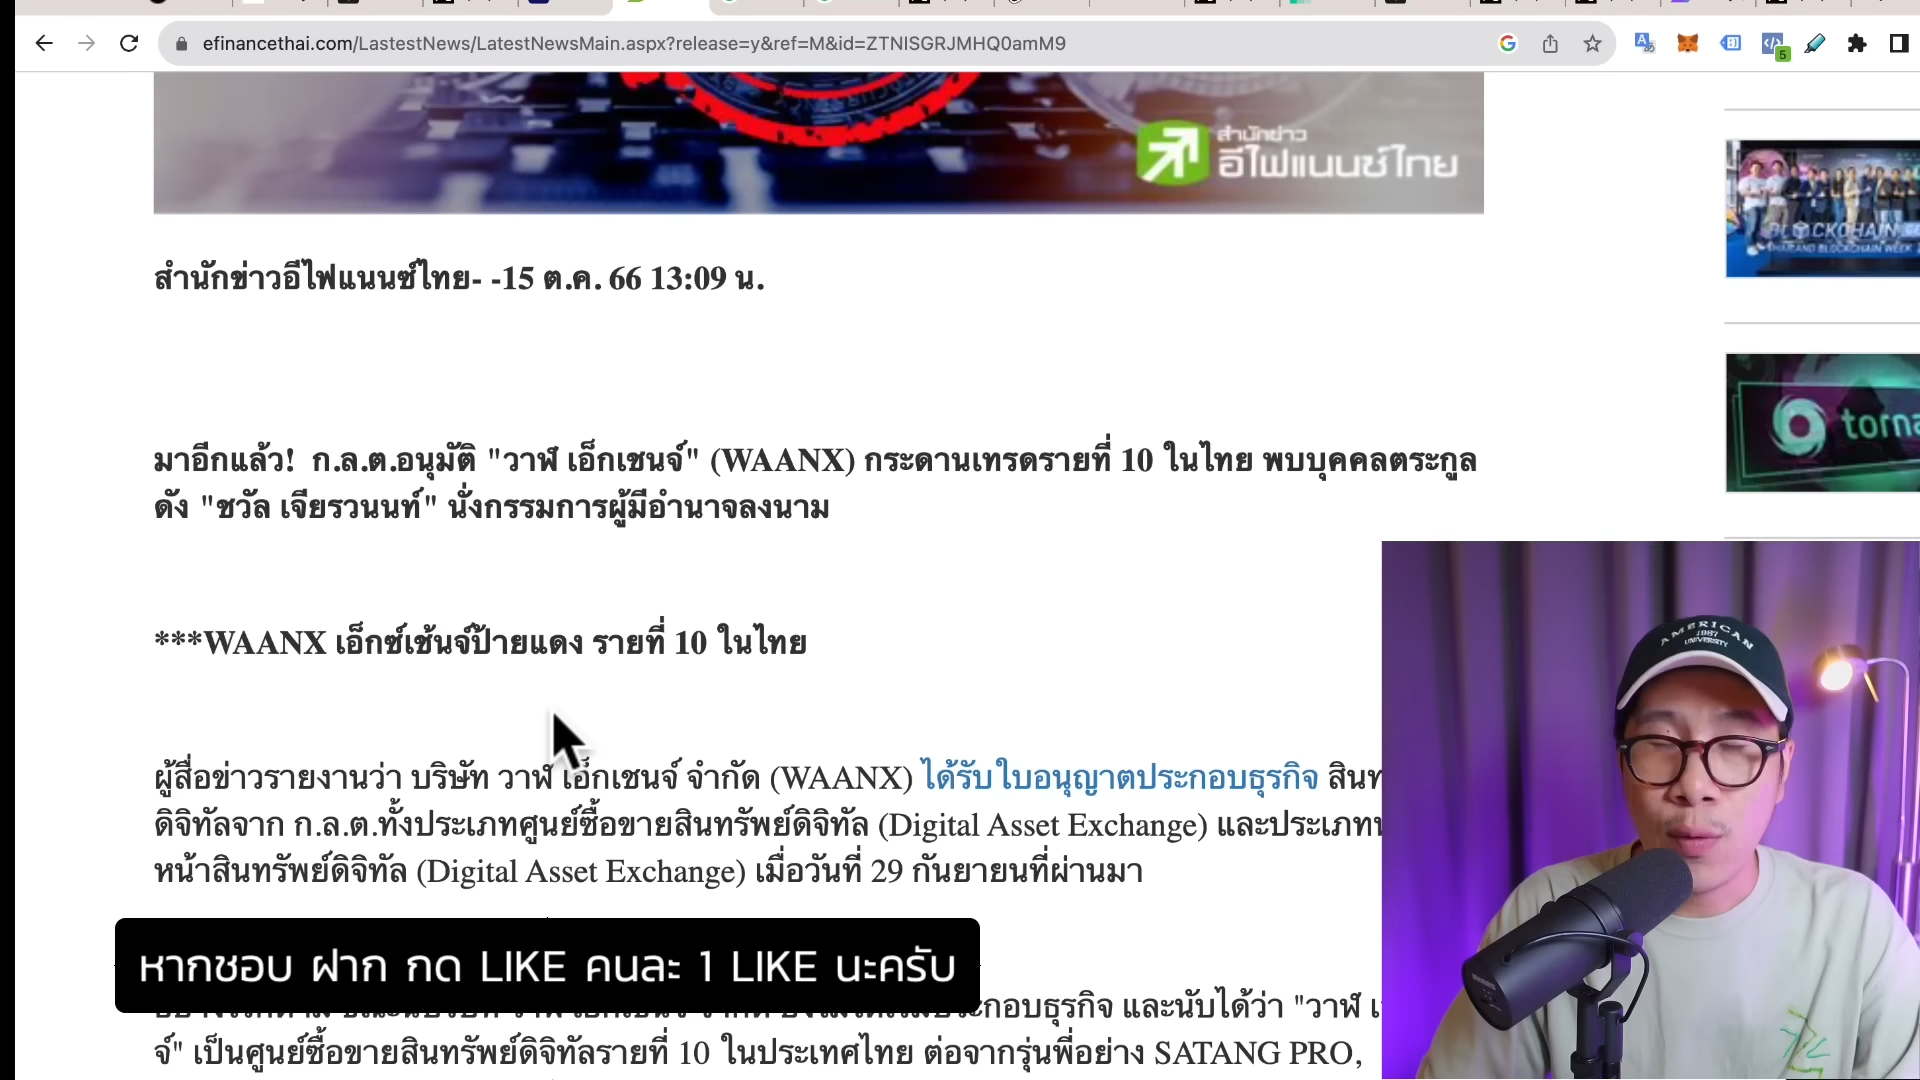 efinancethai.com/LastestNews/LatestNewsMain.aspx?release=y&ref=M&id=ZTNISGRJMHQ0amM9
5
สำนักข่าว
อีไฟแนนซ์ไทย
BLOCKCHAIN
THAILAND BLOCKCHAIN WEEK
สำนักข่าวอีไฟแนนซ์ไทย- -15 ต.ค. 66 13:09 น.
torna
มาอีกแล้ว! ก.ล.ต.อนุมัติ "วาฬ เอ็กเชนจ์" (WAANX) กระดานเทรดรายที่ 10 ในไทย พบบุคคลตระกูล
ดัง "ชวัล เจียรวนนท์" นั่งกรรมการผู้มีอำนาจลงนาม
***WAANX เอ็กซ์เช้นจ์ป้ายแดง รายที่ 10 ในไทย
AMERICAN
1987
UNIVERSITY
ผู้สื่อข่าวรายงานว่า บริษัท วาฬ เอ็กเชนจ์ จำกัด (WAANX) ได้รับใบอนุญาตประกอบธุรกิจ สินท
ดิจิทัลจาก ก.ล.ต.ทั้งประเภทศูนย์ซื้อขายสินทรัพย์ดิจิทัล (Digital Asset Exchange) และประเภท
หน้าสินทรัพย์ดิจิทัล (Digital Asset Exchange) เมื่อวันที่ 29 กันยายนที่ผ่านมา
หากชอบ ฝาก กด LIKE คนละ 1 LIKE นะครับ
ประกอบธุรกิจ และนับได้ว่า "วาฬ เ
จ์" เป็นศูนย์ซื้อขายสินทรัพย์ดิจิทัลรายที่ 10 ในประเทศไทย ต่อจากรุ่นพี่อย่าง SATANG PRO,